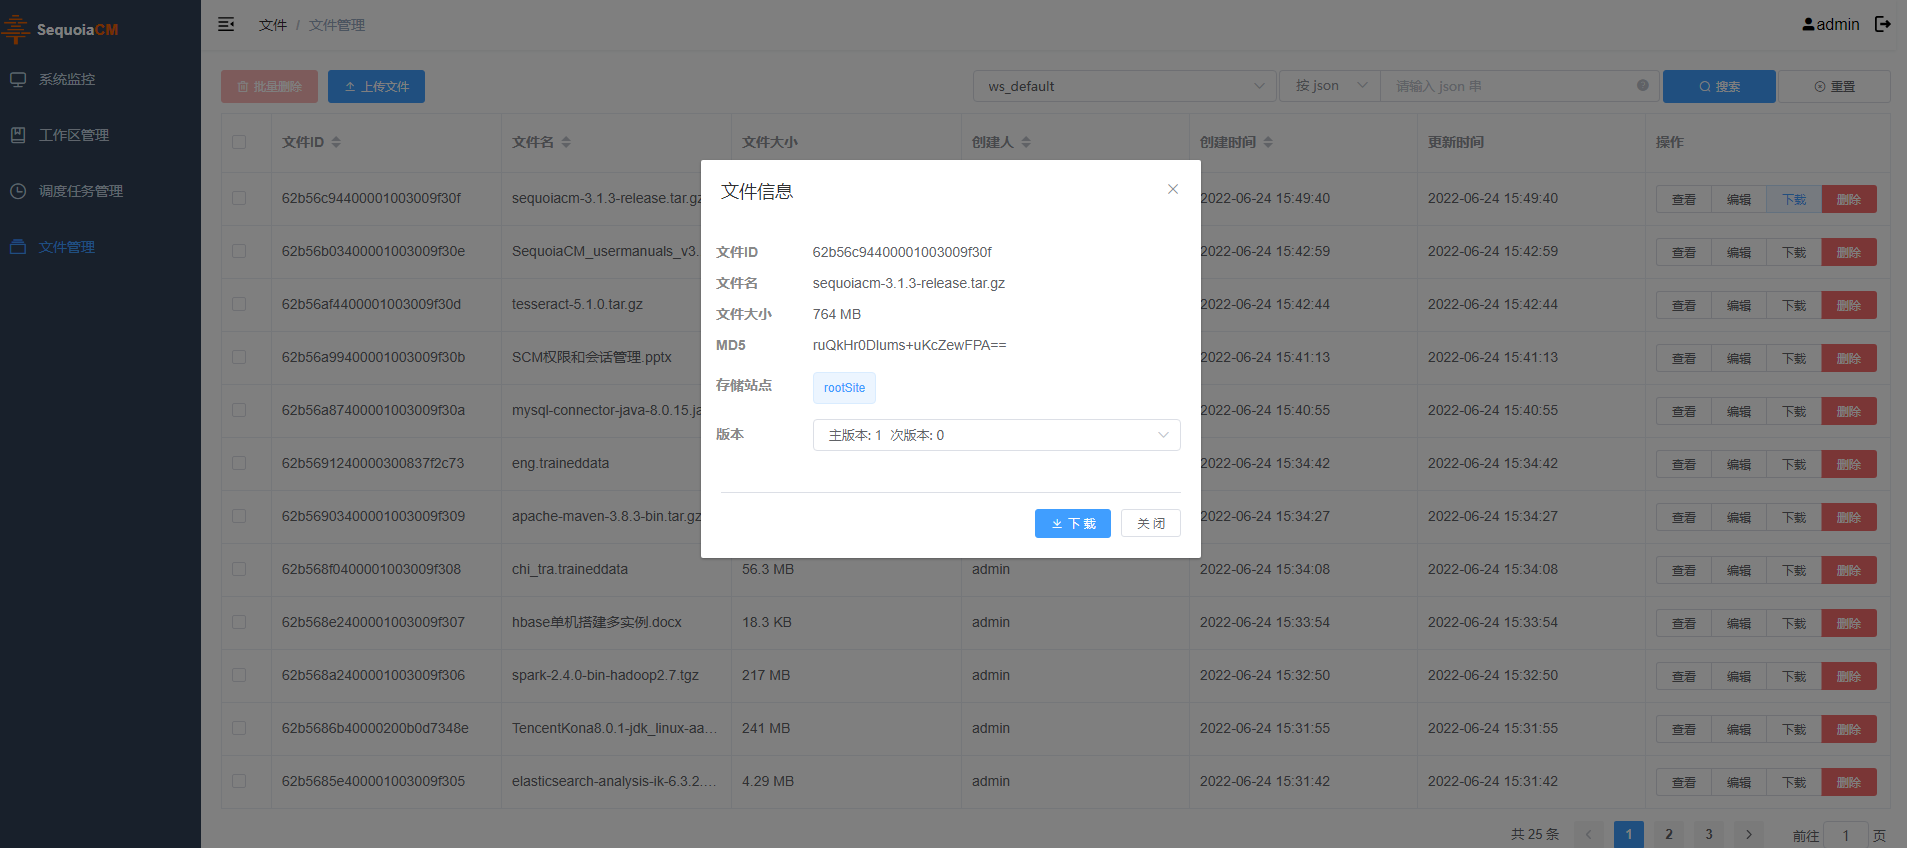 SequoiaCM
系统监控
工作区管理
调度任务管理
文件管理
文件 / 文件管理
admin
批量删除 上传文件 ws_default 按 json 请输入 json 串 搜索 重置
文件ID 文件名 文件大小 创建人 创建时间 更新时间 操作
62b56c94400001003009f30f sequoiacm-3.1.3-release.tar.gz 2022-06-24 15:49:40 2022-06-24 15:49:40 查看 编辑 下载 删除
62b56b03400001003009f30e SequoiaCM_usermanuals_v3. 2022-06-24 15:42:59 2022-06-24 15:42:59 查看 编辑 下载 删除
62b56af4400001003009f30d tesseract-5.1.0.tar.gz 2022-06-24 15:42:44 2022-06-24 15:42:44 查看 编辑 下载 删除
62b56a99400001003009f30b SCM权限和会话管理.pptx 2022-06-24 15:41:13 2022-06-24 15:41:13 查看 编辑 下载 删除
62b56a87400001003009f30a mysql-connector-java-8.0.15.ja 2022-06-24 15:40:55 2022-06-24 15:40:55 查看 编辑 下载 删除
62b5691240000300837f2c73 eng.traineddata 2022-06-24 15:34:42 2022-06-24 15:34:42 查看 编辑 下载 删除
62b56903400001003009f309 apache-maven-3.8.3-bin.tar.gz 2022-06-24 15:34:27 2022-06-24 15:34:27 查看 编辑 下载 删除
62b568f0400001003009f308 chi_tra.traineddata 56.3 MB admin 2022-06-24 15:34:08 2022-06-24 15:34:08 查看 编辑 下载 删除
62b568e2400001003009f307 hbase单机搭建多实例.docx 18.3 KB admin 2022-06-24 15:33:54 2022-06-24 15:33:54 查看 编辑 下载 删除
62b568a2400001003009f306 spark-2.4.0-bin-hadoop2.7.tgz 217 MB admin 2022-06-24 15:32:50 2022-06-24 15:32:50 查看 编辑 下载 删除
62b5686b40000200b0d7348e TencentKona8.0.1-jdk_linux-aa... 241 MB admin 2022-06-24 15:31:55 2022-06-24 15:31:55 查看 编辑 下载 删除
62b5685e400001003009f305 elasticsearch-analysis-ik-6.3.2.... 4.29 MB admin 2022-06-24 15:31:42 2022-06-24 15:31:42 查看 编辑 下载 删除
共 25 条 1 2 3 前往 1 页
文件信息
文件ID 62b56c94400001003009f30f
文件名 sequoiacm-3.1.3-release.tar.gz
文件大小 764 MB
MD5 ruQkHr0Dlums+uKcZewFPA==
存储站点 rootSite
版本 主版本: 1 次版本: 0
下 载 关 闭